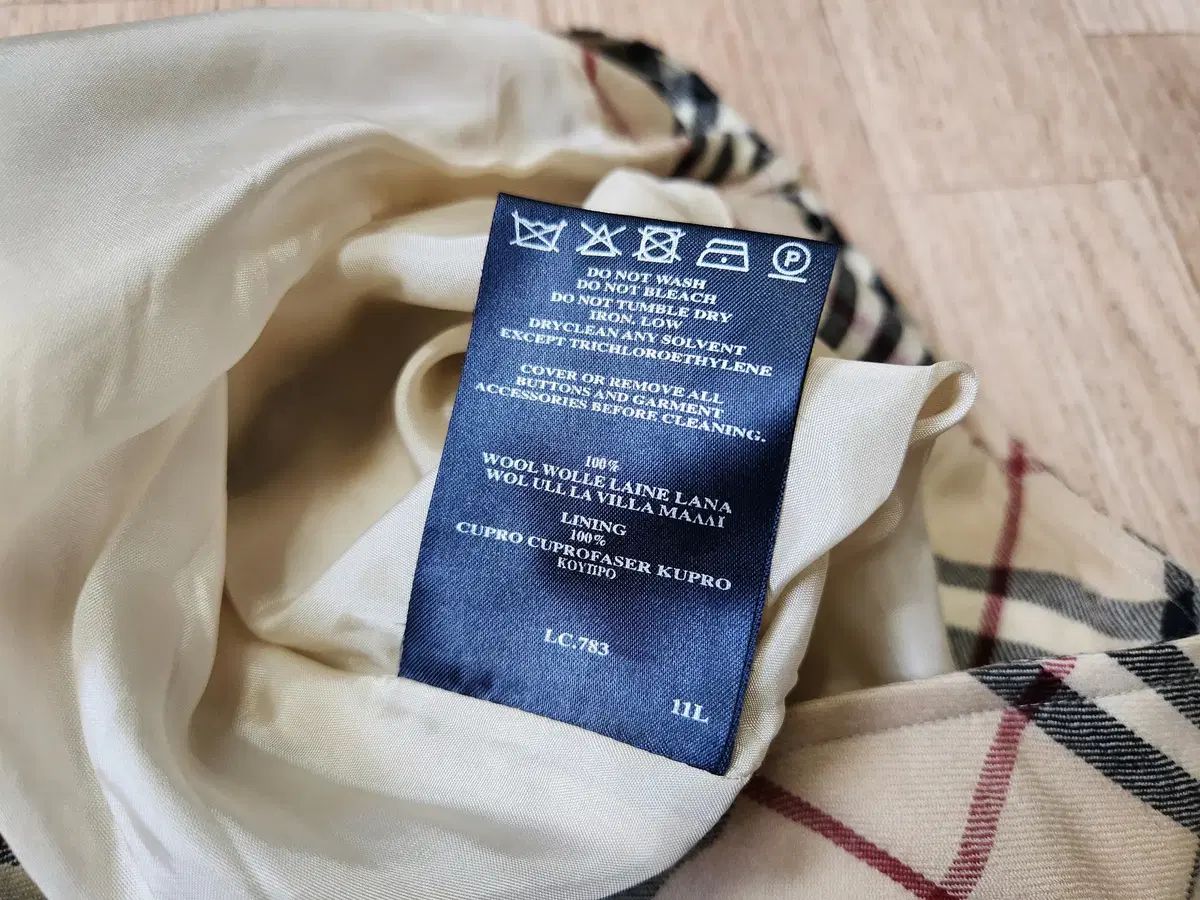 P
DO NOT WASH
DO NOT BLEACH
DO NOT TUMBLE DRY
IRON, LOW
DRYCLEAN ANY SOLVENT
EXCEPT TRICHLOROETHYLENE
COVER OR REMOVE ALL
BUTTONS AND GARMENT
ACCESSORIES BEFORE CLEANING.
100%
WOOL WOLLE LAINE LANA
WOL ULL LA VILLA ΜΑΛΛΙ
LINING
100%
CUPRO CUPROFASER KUPRO
ΚΟΥΠΡΟ
LC.783
11L